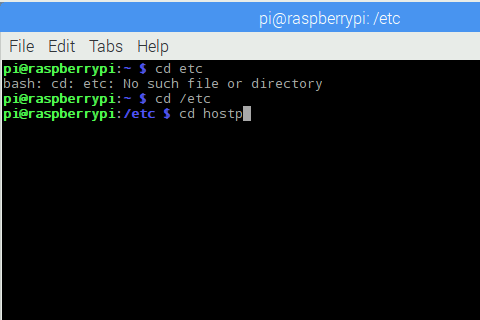 pi@raspberrypi: /etc
File Edit Tabs Help
pi@raspberrypi:~ $ cd etc
bash: cd: etc: No such file or directory
pi@raspberrypi:~ $ cd /etc
pi@raspberrypi:/etc $ cd hostp